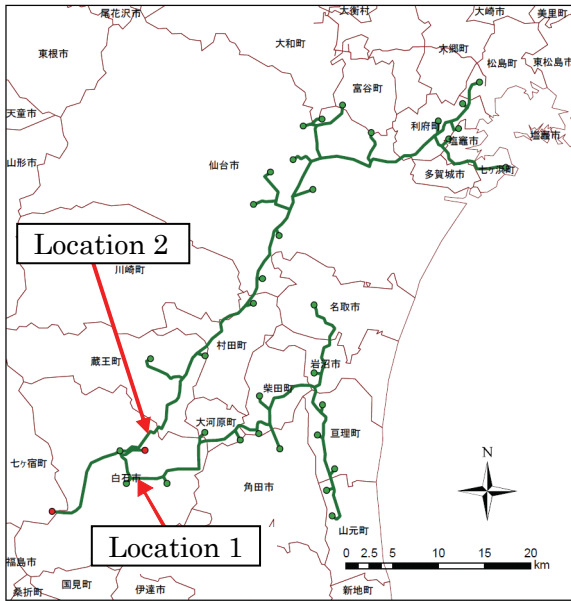 尾花沢市
大衡村
大崎市
美里町
東根市
大和町
大郷町
松島町
東松島市
富谷町
天童市
利府町
塩竈市
塩竈市
山形市
仙台市
多賀城市
七ヶ浜町
Location 2
川崎町
名取市
村田町
蔵王町
岩沼市
柴田町
大河原町
亘理町
七ヶ宿町
白石市
角田市
N
山元町
Location 1
福島市
0 2.5 5 10 15 20
km
国見町
桑折町
伊達市
新地町